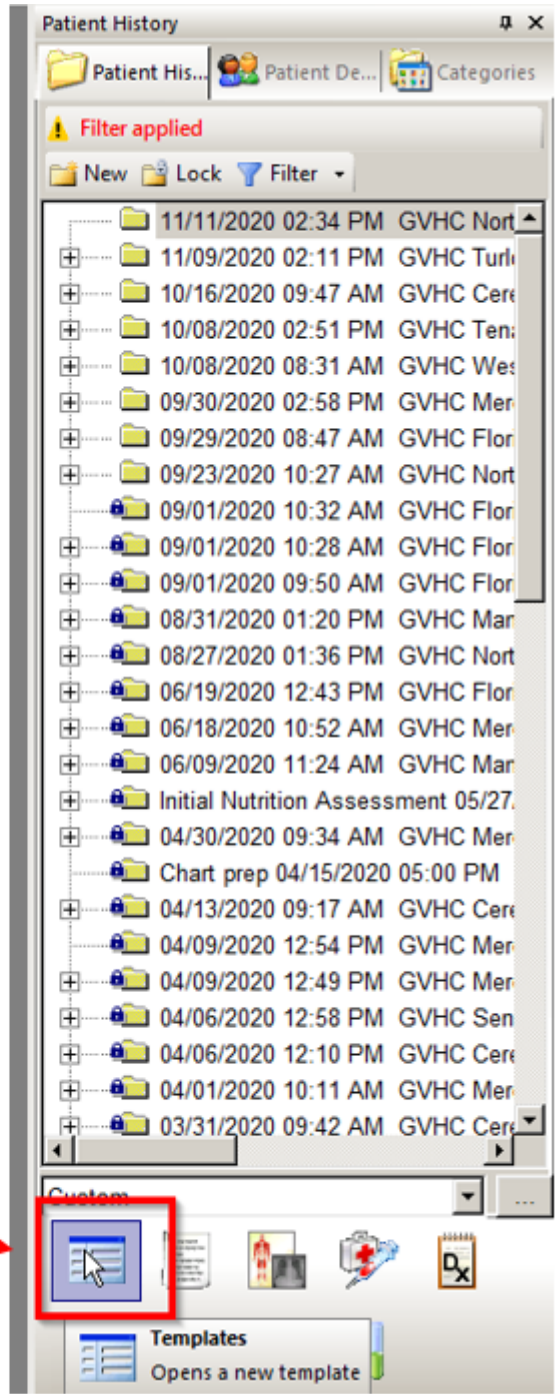 Patient History
Patient His... Patient De... Categories
Filter applied
New Lock Filter
11/11/2020 02:34 PM GVHC Nort
11/09/2020 02:11 PM GVHC Turl
10/16/2020 09:47 AM GVHC Cere
10/08/2020 02:51 PM GVHC Tena
10/08/2020 08:31 AM GVHC Wes
09/30/2020 02:58 PM GVHC Mer
09/29/2020 08:47 AM GVHC Flor
09/23/2020 10:27 AM GVHC Nort
09/01/2020 10:32 AM GVHC Flor
09/01/2020 10:28 AM GVHC Flor
09/01/2020 09:50 AM GVHC Flor
08/31/2020 01:20 PM GVHC Man
08/27/2020 01:36 PM GVHC Nort
06/19/2020 12:43 PM GVHC Flor
06/18/2020 10:52 AM GVHC Mer
06/09/2020 11:24 AM GVHC Man
Initial Nutrition Assessment 05/27
04/30/2020 09:34 AM GVHC Mer
Chart prep 04/15/2020 05:00 PM
04/13/2020 09:17 AM GVHC Cere
04/09/2020 12:54 PM GVHC Mer
04/09/2020 12:49 PM GVHC Mer
04/06/2020 12:58 PM GVHC Sen
04/06/2020 12:10 PM GVHC Cere
04/01/2020 10:11 AM GVHC Mer
03/31/2020 09:42 AM GVHC Cere
Custom ...
Dx
Templates
Opens a new template